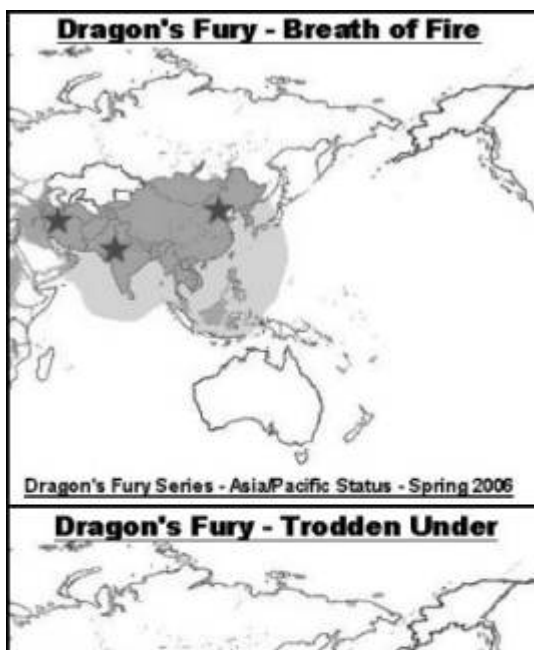 Dragon's Fury - Breath of Fire
Dragon's Fury Series - Asia/Pacific Status - Spring 2006
Dragon's Fury - Trodden Under